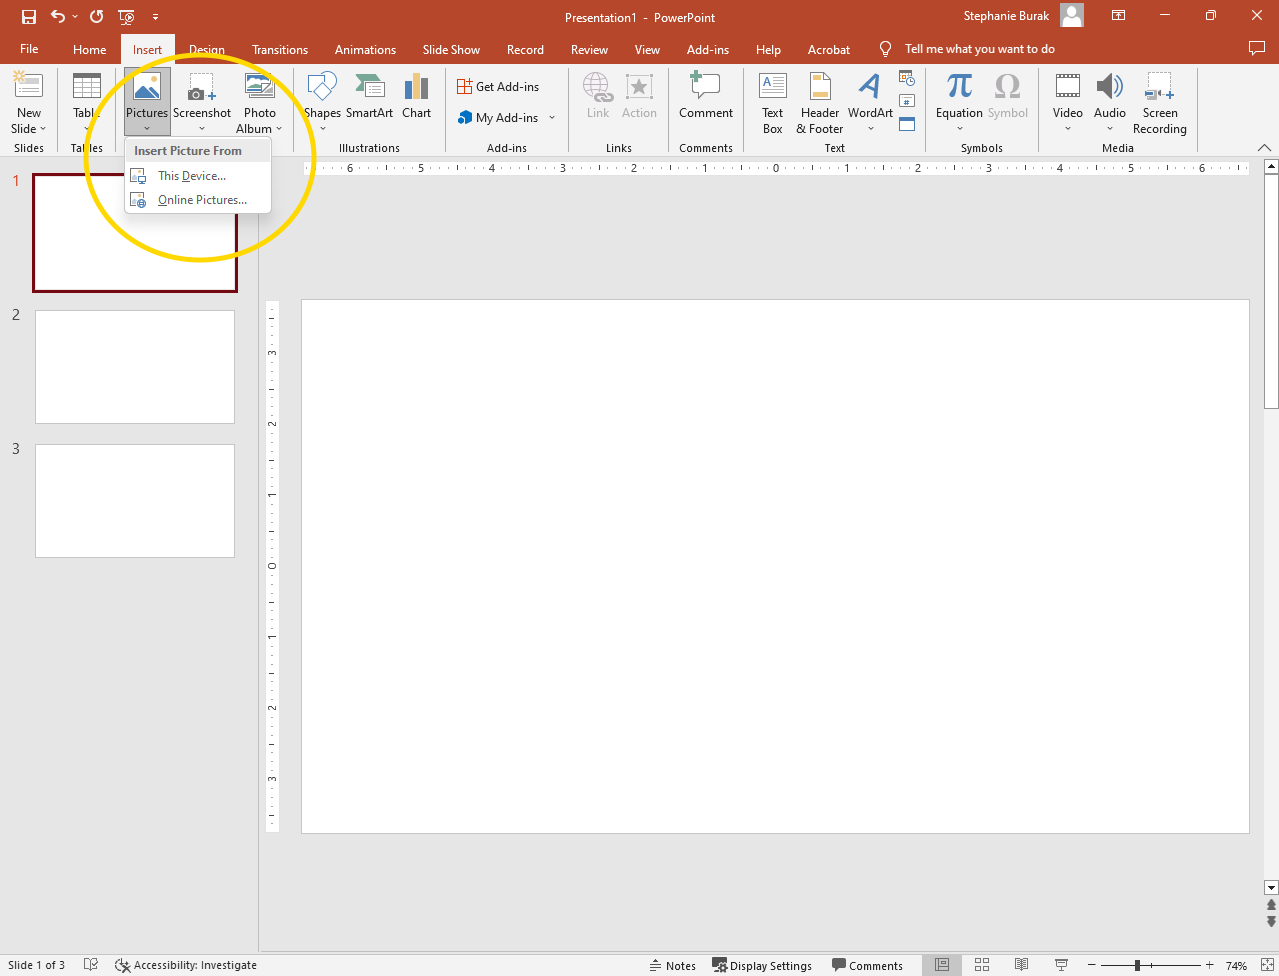 Presentation1 - PowerPoint
Stephanie Burak
File Home Insert Design Transitions Animations Slide Show Record Review View Add-ins Help Acrobat Tell me what you want to do
New Slide
Table
Pictures
Screenshot
Photo Album
Shapes
SmartArt
Chart
Get Add-ins
My Add-ins
Link
Action
Comment
Text Box
Header & Footer
WordArt
Equation
Symbol
Video
Audio
Screen Recording
Slides Tables Illustrations Add-ins Links Comments Text Symbols Media
Insert Picture From
This Device...
Online Pictures...
6 5 4 3 2 1 0 1 2 3 4 5 6
1
2
3
3
2
1
0
1
2
3
Slide 1 of 3 Accessibility: Investigate Notes Display Settings Comments 74%